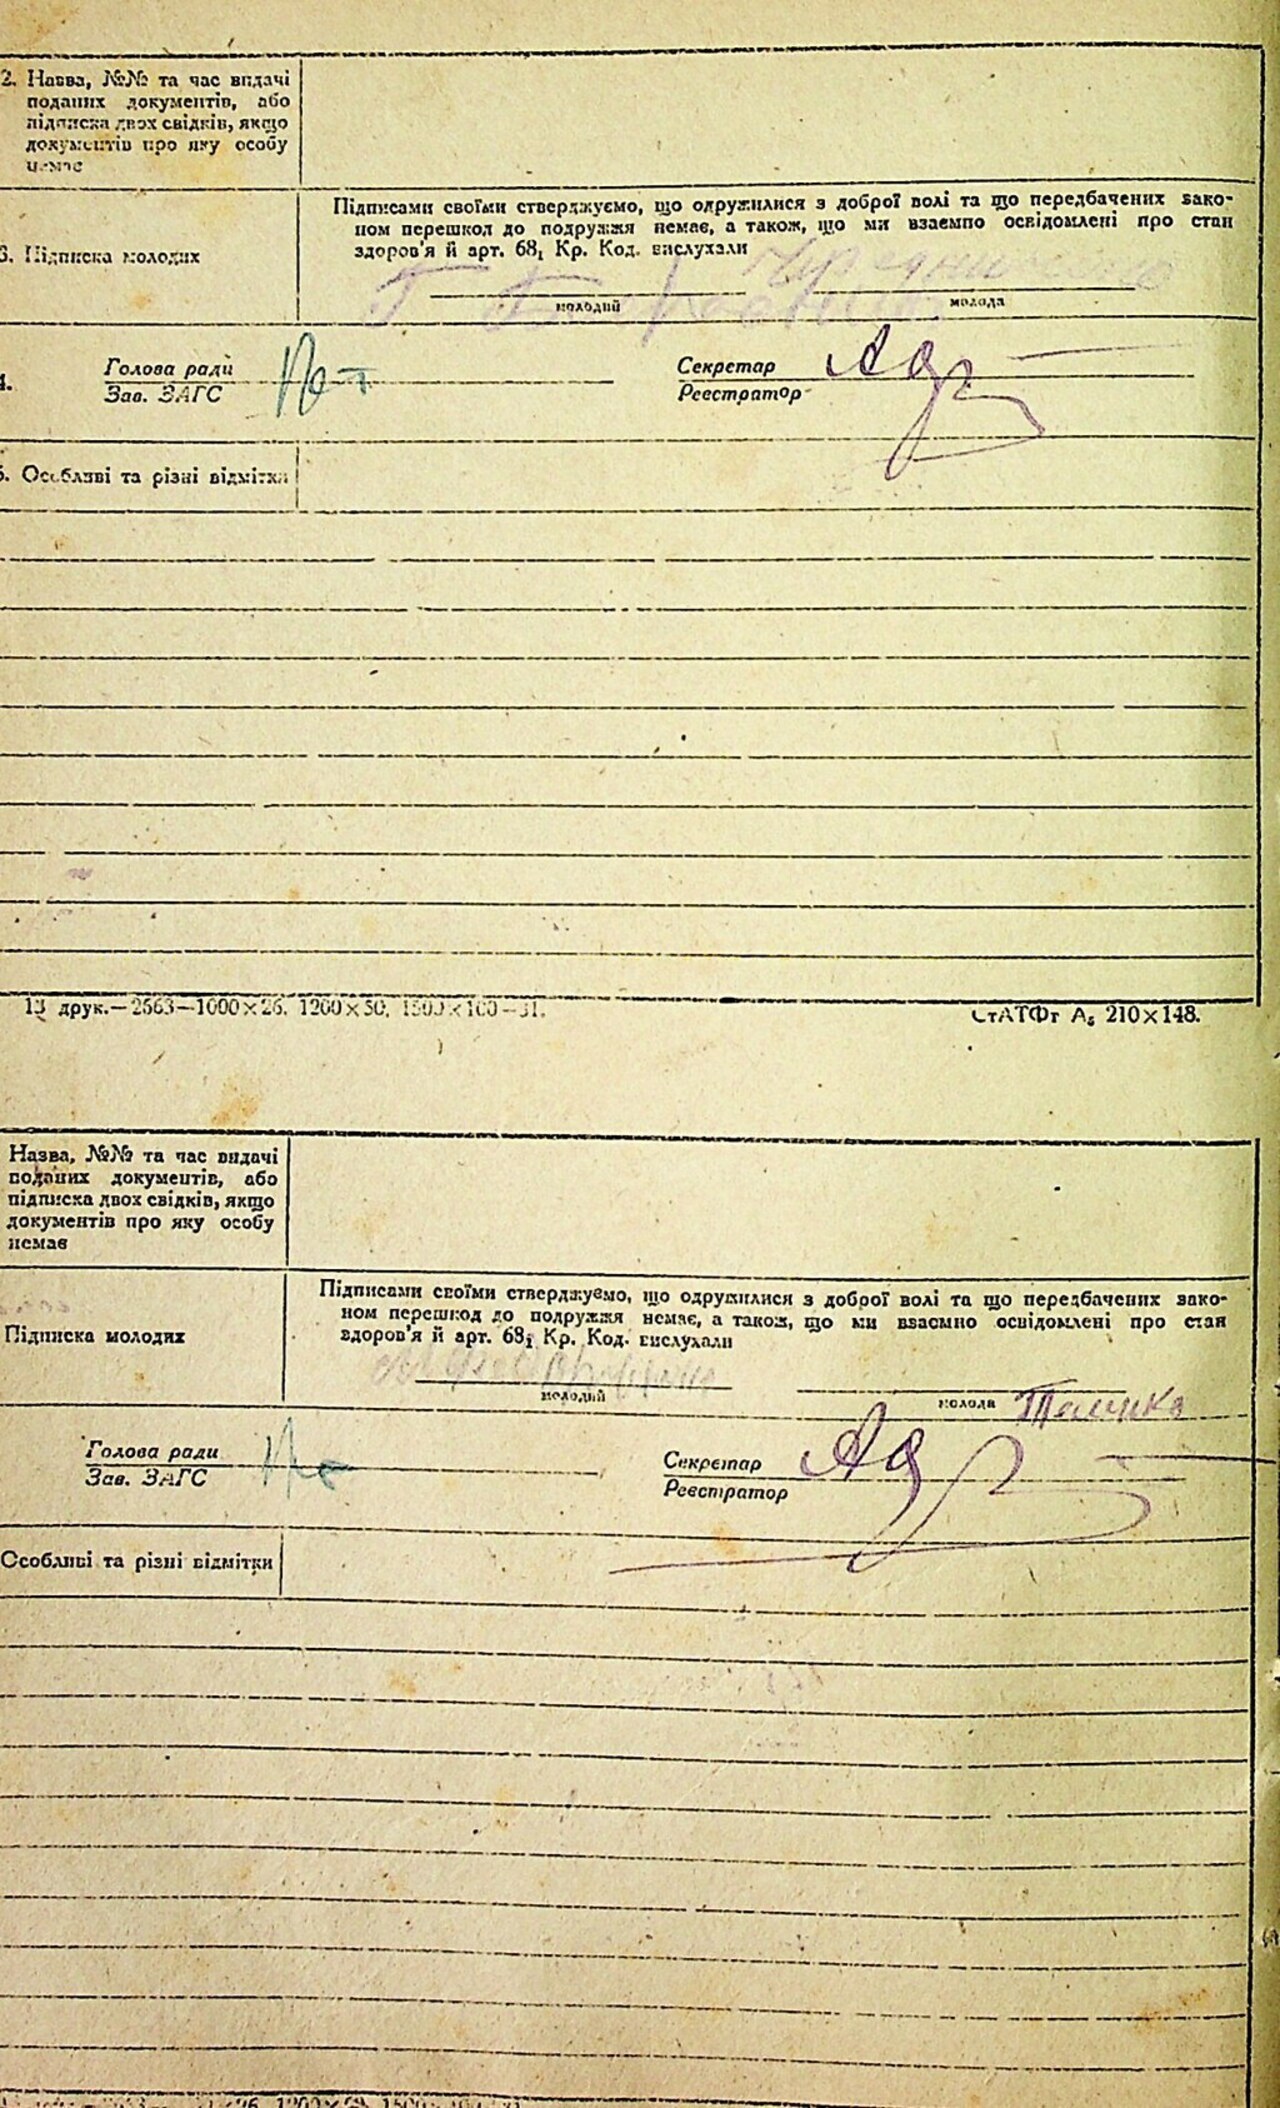 2. Назва, №№ та час видачі
поданих документів, або
підписка двох свідків, якщо
документів про яку особу
немає
Підписами своїми стверджуємо, що одружилися з доброї волі та що передбачених зако-
ном перешкод до подружжя немає, а також, що ми взаємно освідомлені про стан
здоров'я й арт. 68₁ Кр. Код. вислухали
3. Підписка молодих
молодий молода
Голова ради Секретар
Зав. ЗАГС Реєстратор
5. Особливі та різні відмітки
13 друк.—2663—1000×26. 1200×50. 1500×100—31. СтАТФт А₅ 210×148.
Назва, №№ та час видачі
поданих документів, або
підписка двох свідків, якщо
документів про яку особу
немає
Підписами своїми стверджуємо, що одружилися з доброї волі та що передбачених зако-
ном перешкод до подружжя немає, а також, що ми взаємно освідомлені про стан
здоров'я й арт. 68₁ Кр. Код. вислухали
Підписка молодих
молодий молода
Голова ради Секретар
Зав. ЗАГС Реєстратор
Особливі та різні відмітки